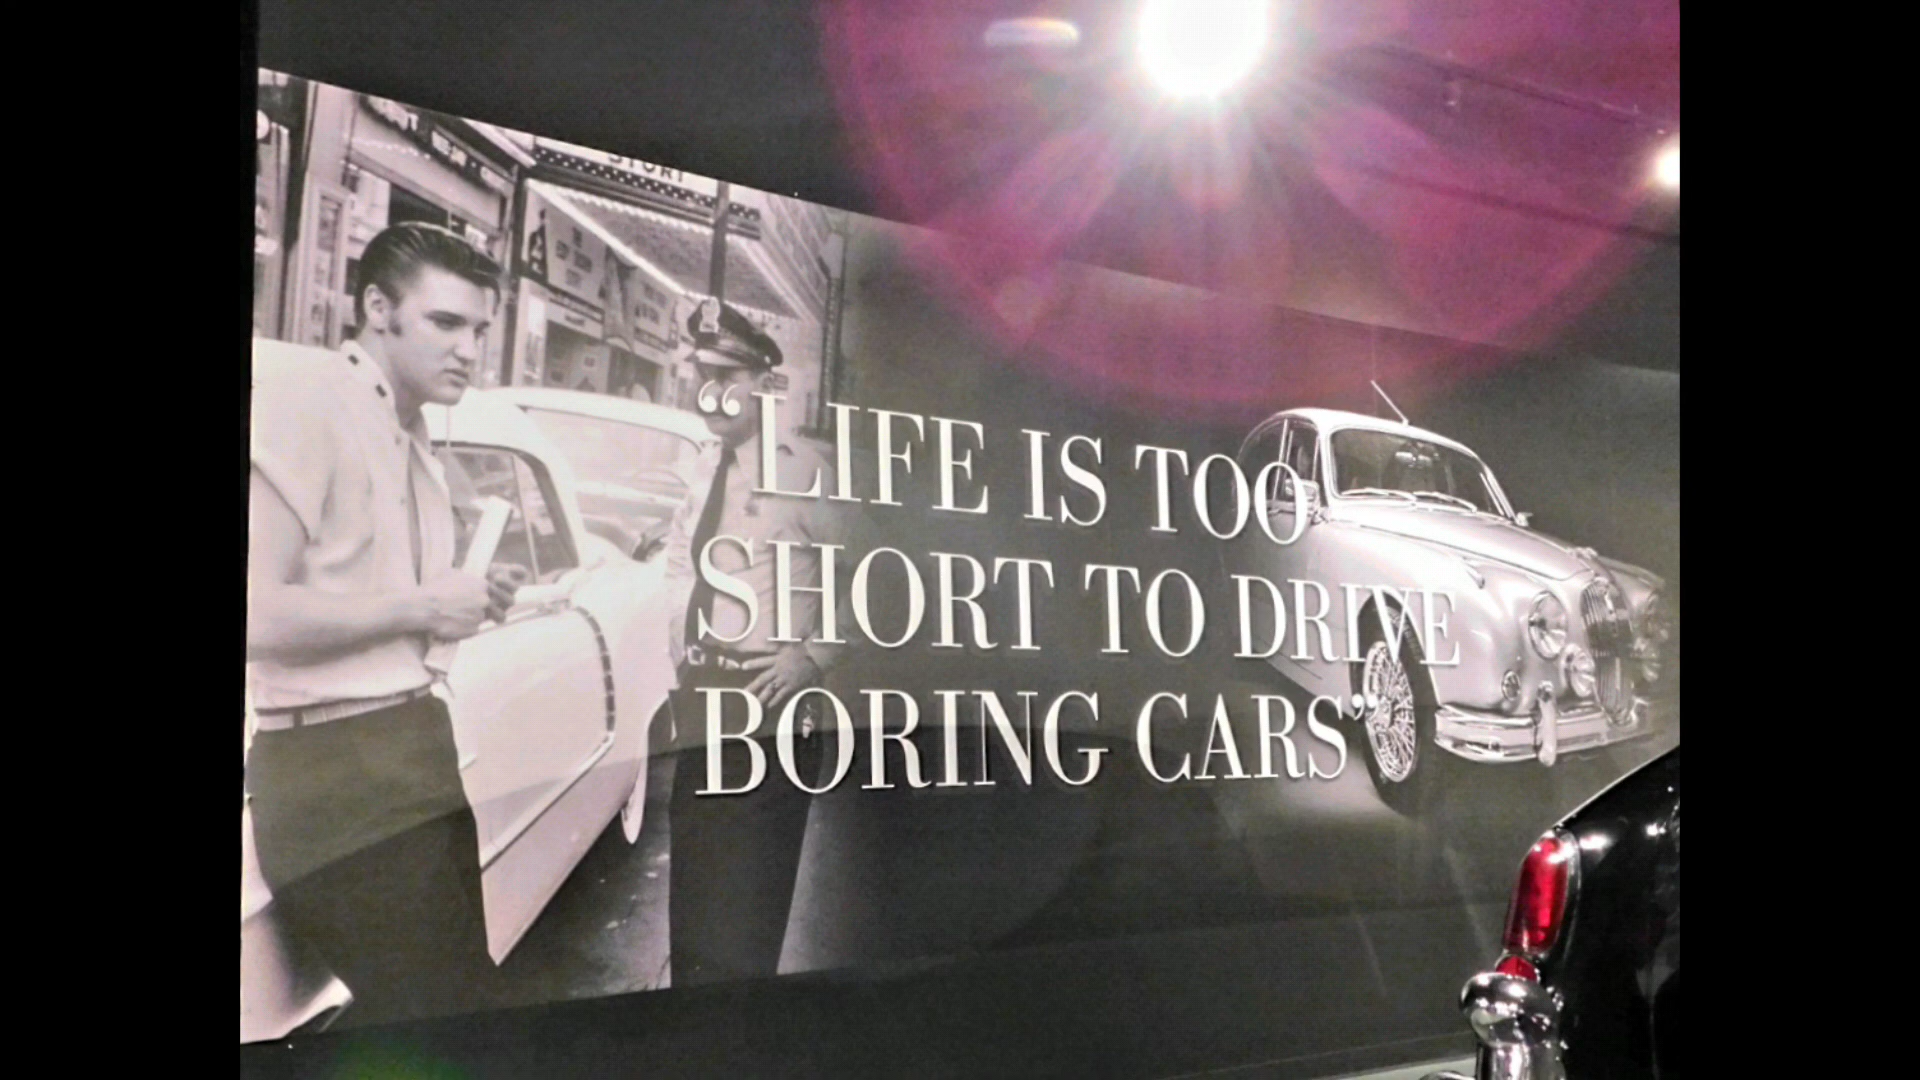 “LIFE IS TOO
SHORT TO DRIVE
BORING CARS”